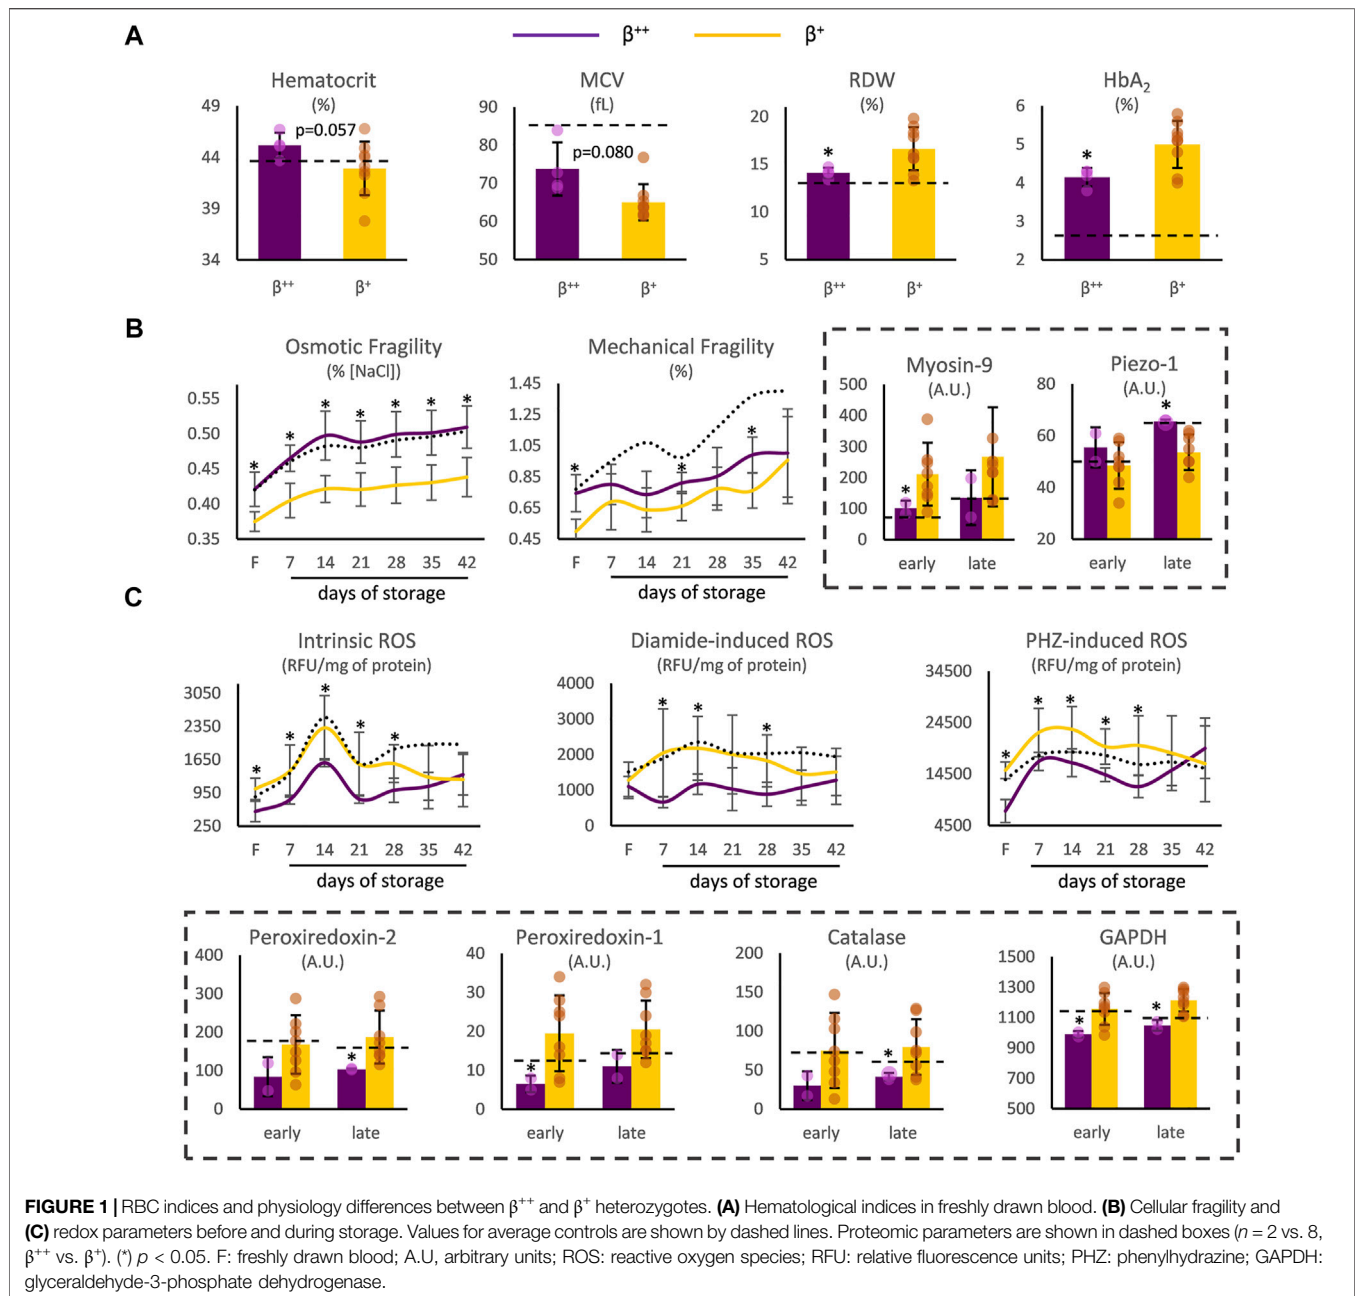 A
β++ β+
Hematocrit
(%)
49
44
39
34
p=0.057
β++ β+
MCV
(fL)
90
80
70
60
50
p=0.080
β++ β+
RDW
(%)
20
15
10
5
*
β++ β+
HbA2
(%)
6
5
4
3
2
*
β++ β+
B
Osmotic Fragility
(% [NaCl])
0.55
0.50
0.45
0.40
0.35
* * * * * * *
F 7 14 21 28 35 42
days of storage
Mechanical Fragility
(%)
1.45
1.25
1.05
0.85
0.65
0.45
* * *
F 7 14 21 28 35 42
days of storage
Myosin-9
(A.U.)
500
400
300
200
100
0
*
early late
Piezo-1
(A.U.)
80
60
40
20
*
early late
C
Intrinsic ROS
(RFU/mg of protein)
3050
2350
1650
950
250
* * * * *
F 7 14 21 28 35 42
days of storage
Diamide-induced ROS
(RFU/mg of protein)
4000
3000
2000
1000
0
* * *
F 7 14 21 28 35 42
days of storage
PHZ-induced ROS
(RFU/mg of protein)
34500
24500
14500
4500
* * * * *
F 7 14 21 28 35 42
days of storage
Peroxiredoxin-2
(A.U.)
400
300
200
100
0
*
early late
Peroxiredoxin-1
(A.U.)
40
30
20
10
0
*
early late
Catalase
(A.U.)
200
150
100
50
0
*
early late
GAPDH
(A.U.)
1500
1300
1100
900
700
500
* *
early late
FIGURE 1 | RBC indices and physiology differences between β++ and β+ heterozygotes. (A) Hematological indices in freshly drawn blood. (B) Cellular fragility and
(C) redox parameters before and during storage. Values for average controls are shown by dashed lines. Proteomic parameters are shown in dashed boxes (n = 2 vs. 8,
β++ vs. β+). (*) p < 0.05. F: freshly drawn blood; A.U, arbitrary units; ROS: reactive oxygen species; RFU: relative fluorescence units; PHZ: phenylhydrazine; GAPDH:
glyceraldehyde-3-phosphate dehydrogenase.